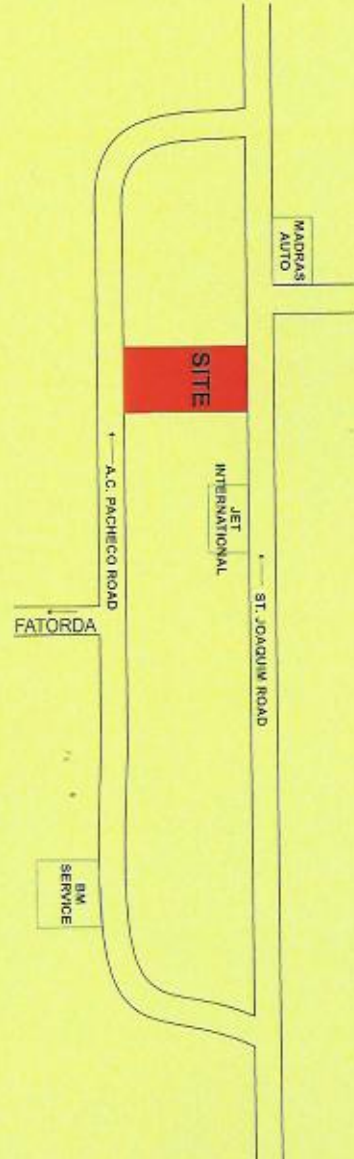 MADRAS
AUTO
SITE
JET
INTERNATIONAL
ST. JOAQUIM ROAD
A.C. PACHECO ROAD
FATORDA
BM
SERVICE